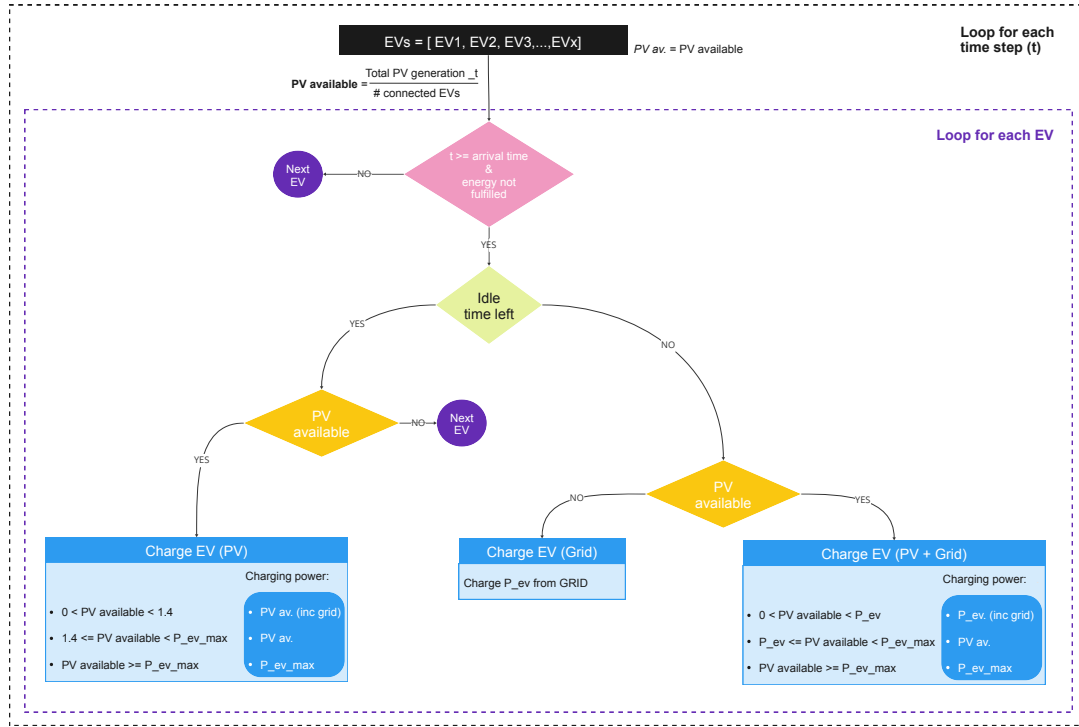 EVs = [ EV1, EV2, EV3,...,EVx]
PV av. = PV available
Loop for each
time step (t)
PV available = Total PV generation _t
# connected EVs
Loop for each EV
t >= arrival time
&
energy not
fulfilled
NO
Next
EV
YES
Idle
time left
YES
NO
PV
available
NO
Next
EV
YES
PV
available
NO
YES
Charge EV (PV)
Charging power:
• 0 < PV available < 1.4
• PV av. (inc grid)
• 1.4 <= PV available < P_ev_max
• PV av.
• PV available >= P_ev_max
• P_ev_max
Charge EV (Grid)
Charge P_ev from GRID
Charge EV (PV + Grid)
Charging power:
• 0 < PV available < P_ev
• P_ev. (inc grid)
• P_ev <= PV available < P_ev_max
• PV av.
• PV available >= P_ev_max
• P_ev_max